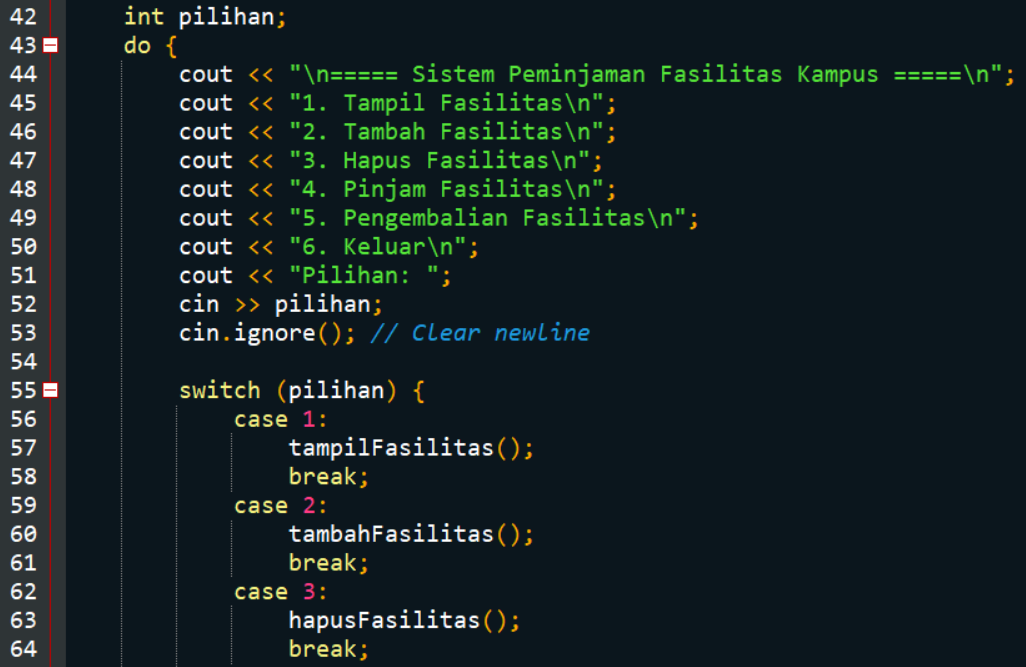 42 int pilihan;
43 do {
44 cout << "\n===== Sistem Peminjaman Fasilitas Kampus =====\n";
45 cout << "1. Tampil Fasilitas\n";
46 cout << "2. Tambah Fasilitas\n";
47 cout << "3. Hapus Fasilitas\n";
48 cout << "4. Pinjam Fasilitas\n";
49 cout << "5. Pengembalian Fasilitas\n";
50 cout << "6. Keluar\n";
51 cout << "Pilihan: ";
52 cin >> pilihan;
53 cin.ignore(); // Clear newline
54
55 switch (pilihan) {
56 case 1:
57 tampilFasilitas();
58 break;
59 case 2:
60 tambahFasilitas();
61 break;
62 case 3:
63 hapusFasilitas();
64 break;